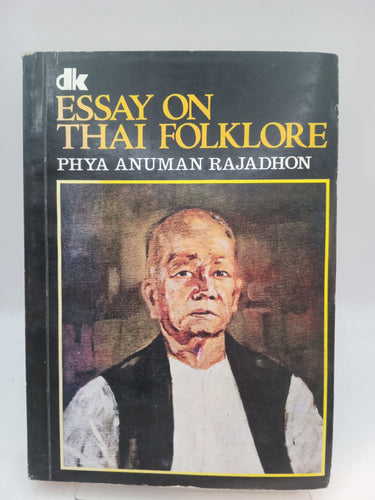 dk
ESSAY ON
THAI FOLKLORE
PHYA ANUMAN RAJADHON